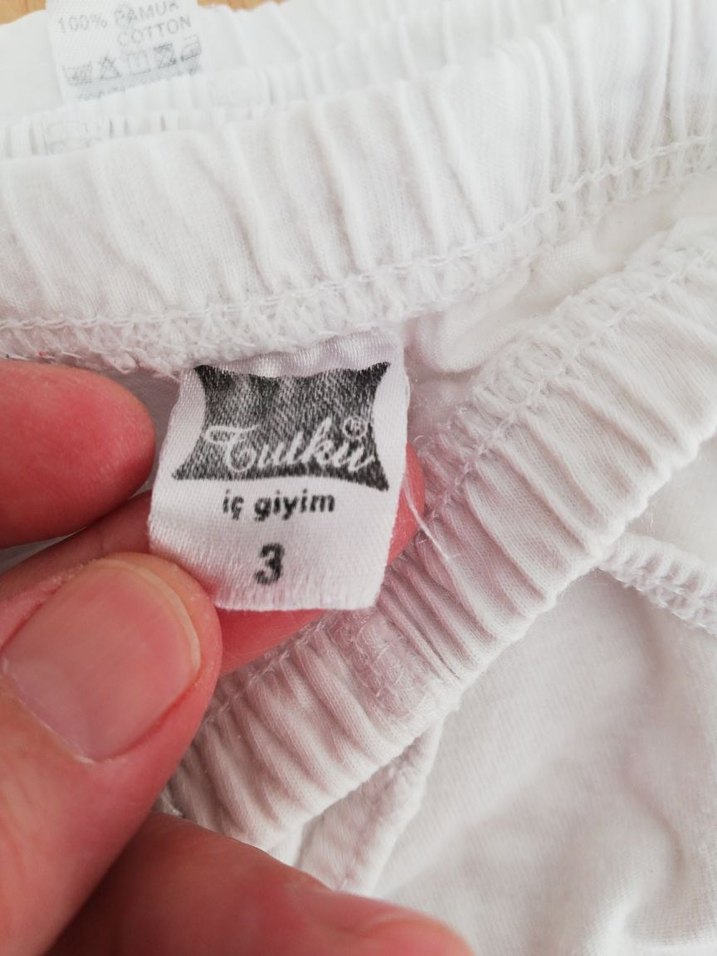 100% PAMUK
COTTON
Tutku®
iç giyim
3